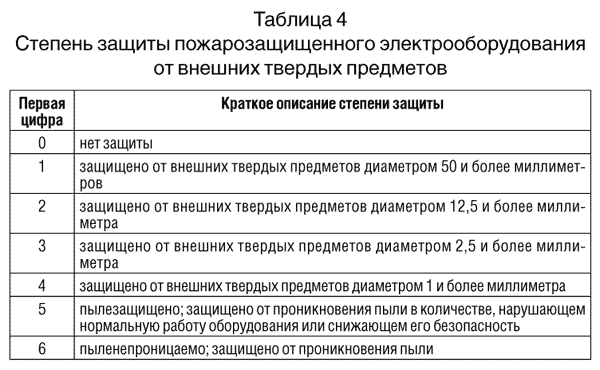 Таблица 4
Степень защиты пожарозащищенного электрооборудования
от внешних твердых предметов
Первая
цифра
Краткое описание степени защиты
0 нет защиты
1 защищено от внешних твердых предметов диаметром 50 и более миллимет-
ров
2 защищено от внешних твердых предметов диаметром 12,5 и более милли-
метра
3 защищено от внешних твердых предметов диаметром 2,5 и более милли-
метра
4 защищено от внешних твердых предметов диаметром 1 и более миллиметра
5 пылезащищено; защищено от проникновения пыли в количестве, нарушающем
нормальную работу оборудования или снижающем его безопасность
6 пыленепроницаемо; защищено от проникновения пыли